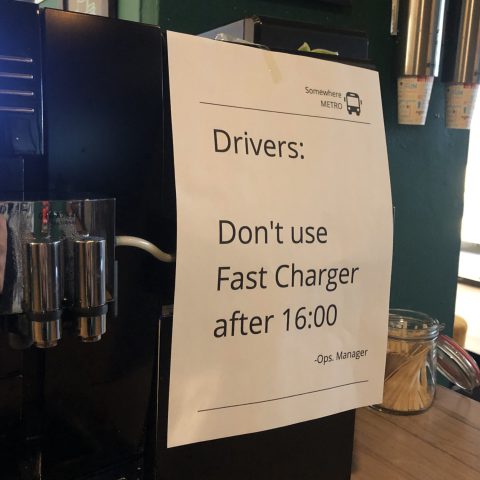 Somewhere
METRO
Drivers:
Don't use
Fast Charger
after 16:00
-Ops. Manager